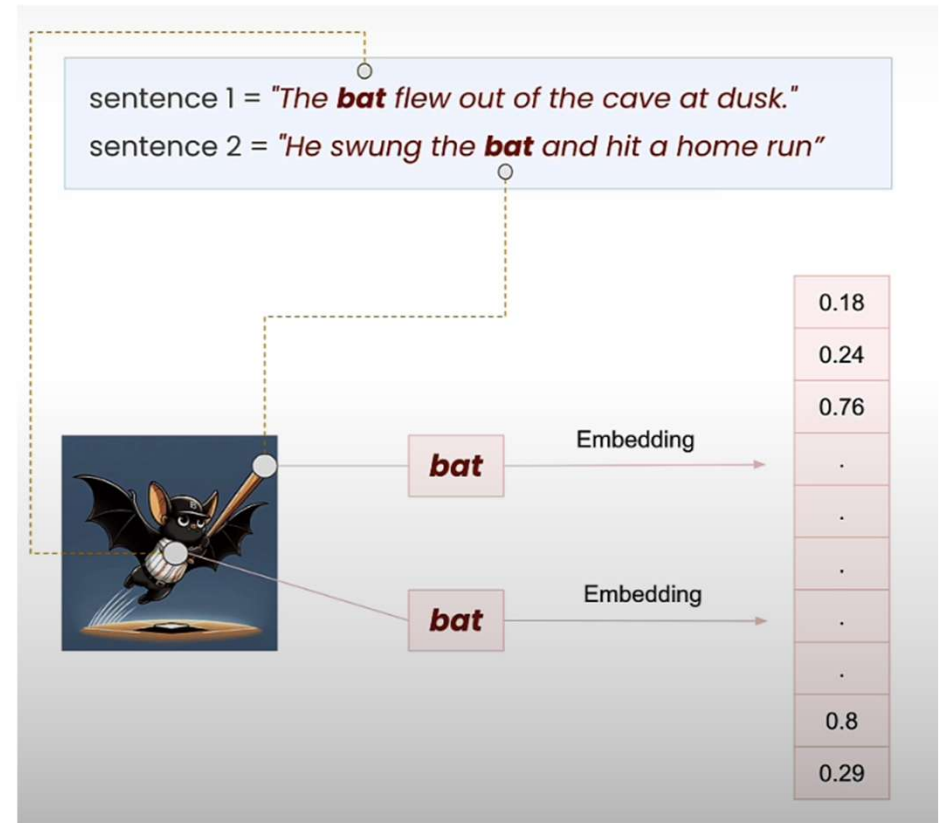 sentence 1 = "The bat flew out of the cave at dusk."
sentence 2 = "He swung the bat and hit a home run”
B
bat
Embedding
bat
Embedding
0.18
0.24
0.76
.
.
.
.
.
0.8
0.29